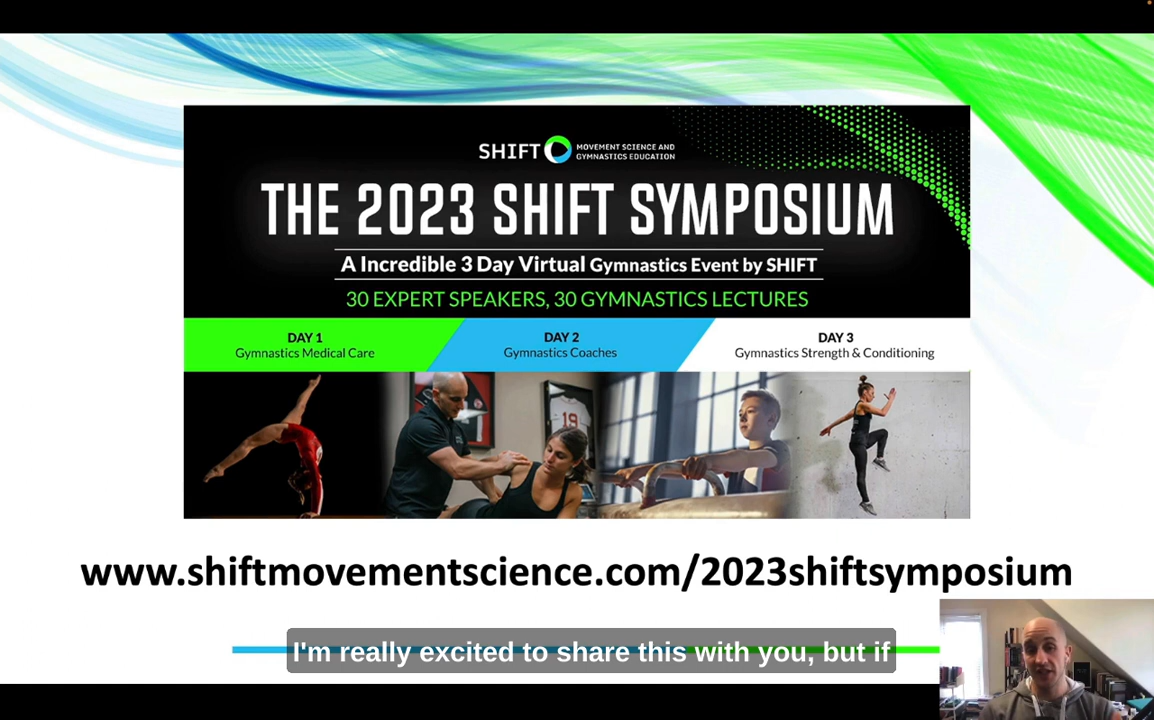 SHIFT MOVEMENT SCIENCE AND
GYMNASTICS EDUCATION
THE 2023 SHIFT SYMPOSIUM
A Incredible 3 Day Virtual Gymnastics Event by SHIFT
30 EXPERT SPEAKERS, 30 GYMNASTICS LECTURES
DAY 1
Gymnastics Medical Care
DAY 2
Gymnastics Coaches
DAY 3
Gymnastics Strength & Conditioning
19
www.shiftmovementscience.com/2023shiftsymposium
I'm really excited to share this with you, but if